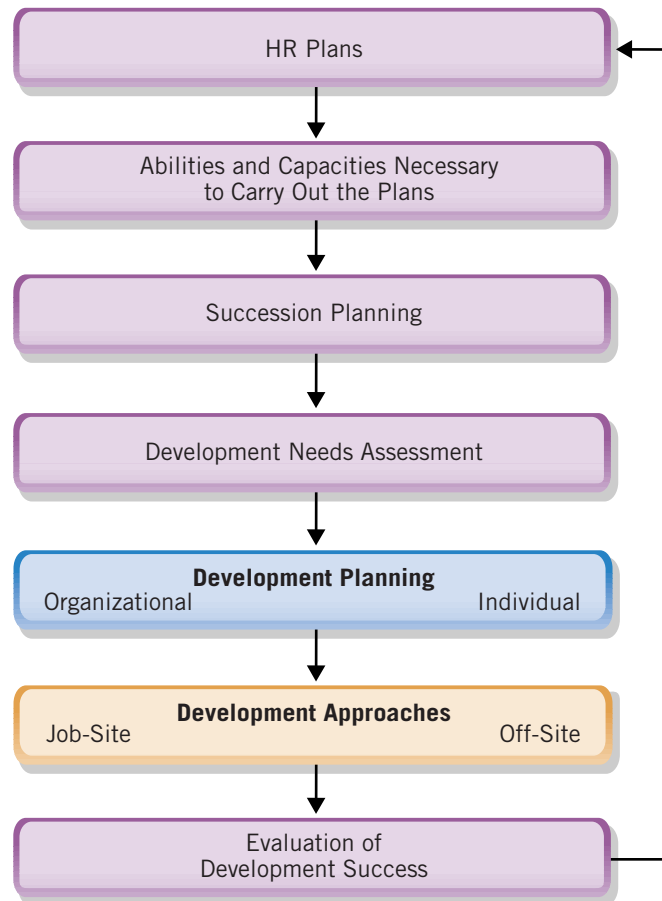 HR Plans
Abilities and Capacities Necessary
to Carry Out the Plans
Succession Planning
Development Needs Assessment
Development Planning
Organizational Individual
Development Approaches
Job-Site Off-Site
Evaluation of
Development Success